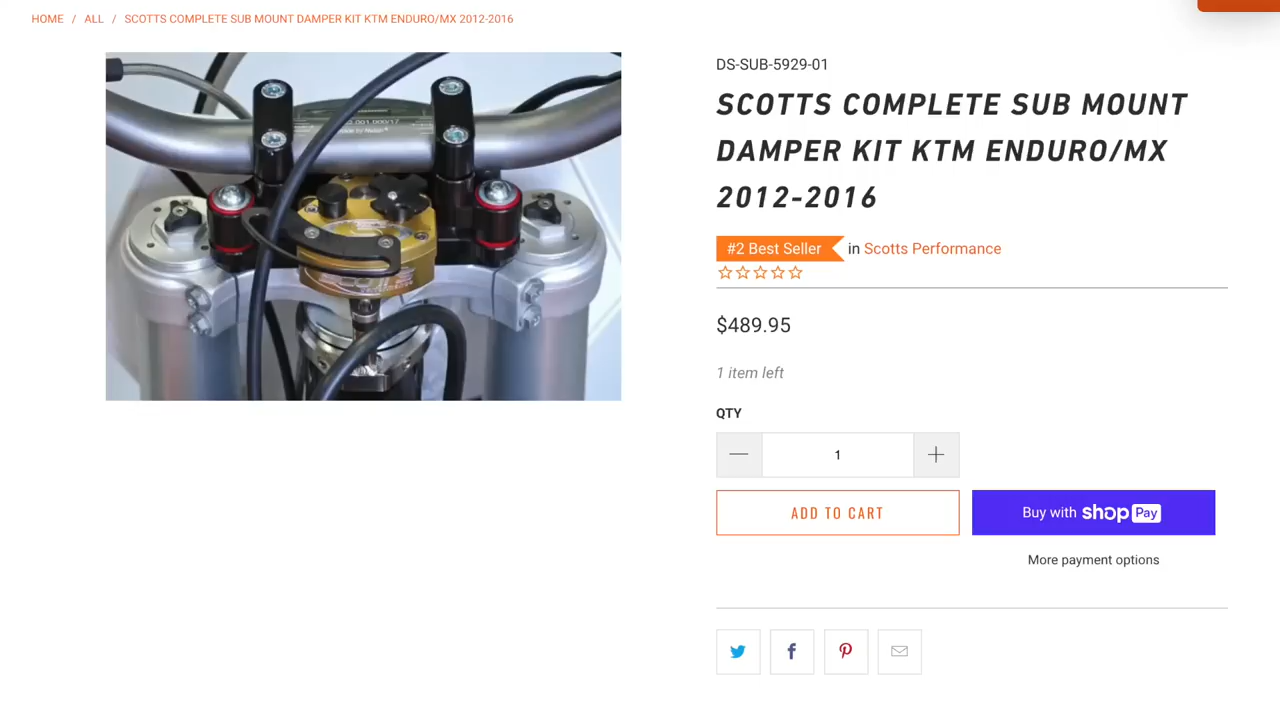 HOME / ALL / SCOTTS COMPLETE SUB MOUNT DAMPER KIT KTM ENDURO/MX 2012-2016
DS-SUB-5929-01
SCOTTS COMPLETE SUB MOUNT
DAMPER KIT KTM ENDURO/MX
2012-2016
#2 Best Seller in Scotts Performance
$489.95
1 item left
QTY
1
ADD TO CART
Buy with shop Pay
More payment options